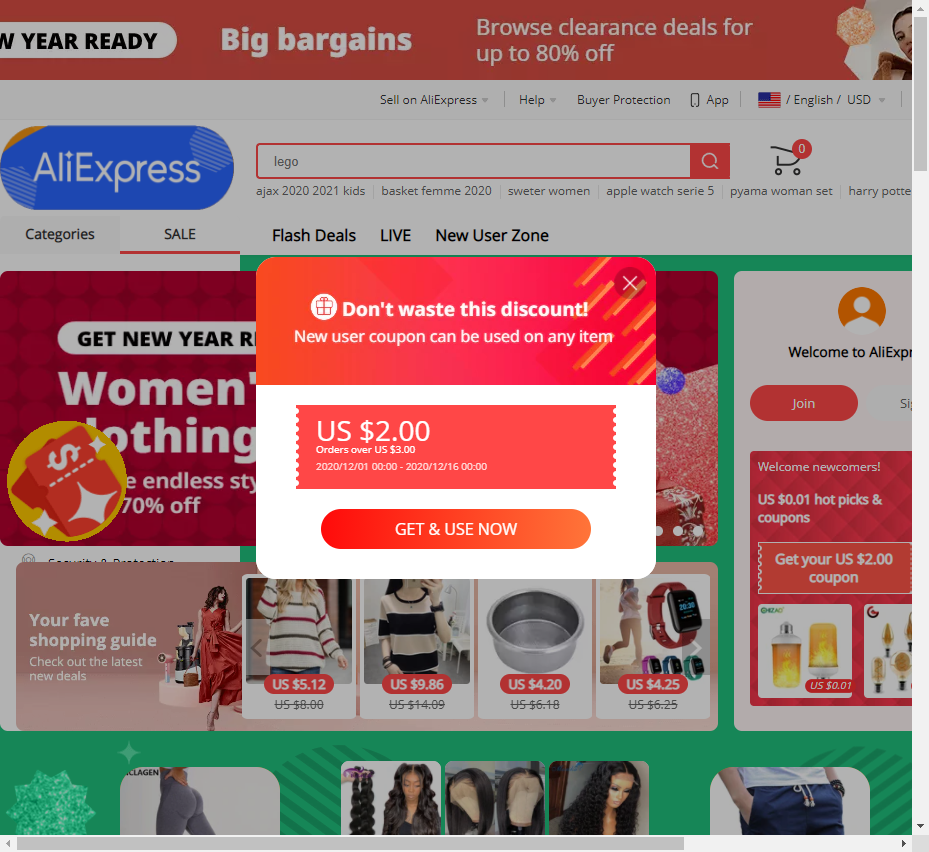 W YEAR READY
Big bargains
Browse clearance deals for
up to 80% off
Sell on AliExpress
Help
Buyer Protection
App
/ English / USD
AliExpress
lego
0
ajax 2020 2021 kids
basket femme 2020
sweter women
apple watch serie 5
pyama woman set
harry potte
Categories
SALE
Flash Deals
LIVE
New User Zone
GET NEW YEAR R
Women'
lothing
e endless sty
70% off
$
Don't waste this discount!
New user coupon can be used on any item
US $2.00
Orders over US $3.00
2020/12/01 00:00 - 2020/12/16 00:00
GET & USE NOW
Welcome to AliExpr
Join
Sig
Welcome newcomers!
US $0.01 hot picks &
coupons
Get your US $2.00
coupon
US $0.01
Security & Protection
Your fave
shopping guide
Check out the latest
new deals
20:30
US $5.12
US $8.00
US $9.86
US $14.09
US $4.20
US $6.18
US $4.25
US $6.25
CLAGEN